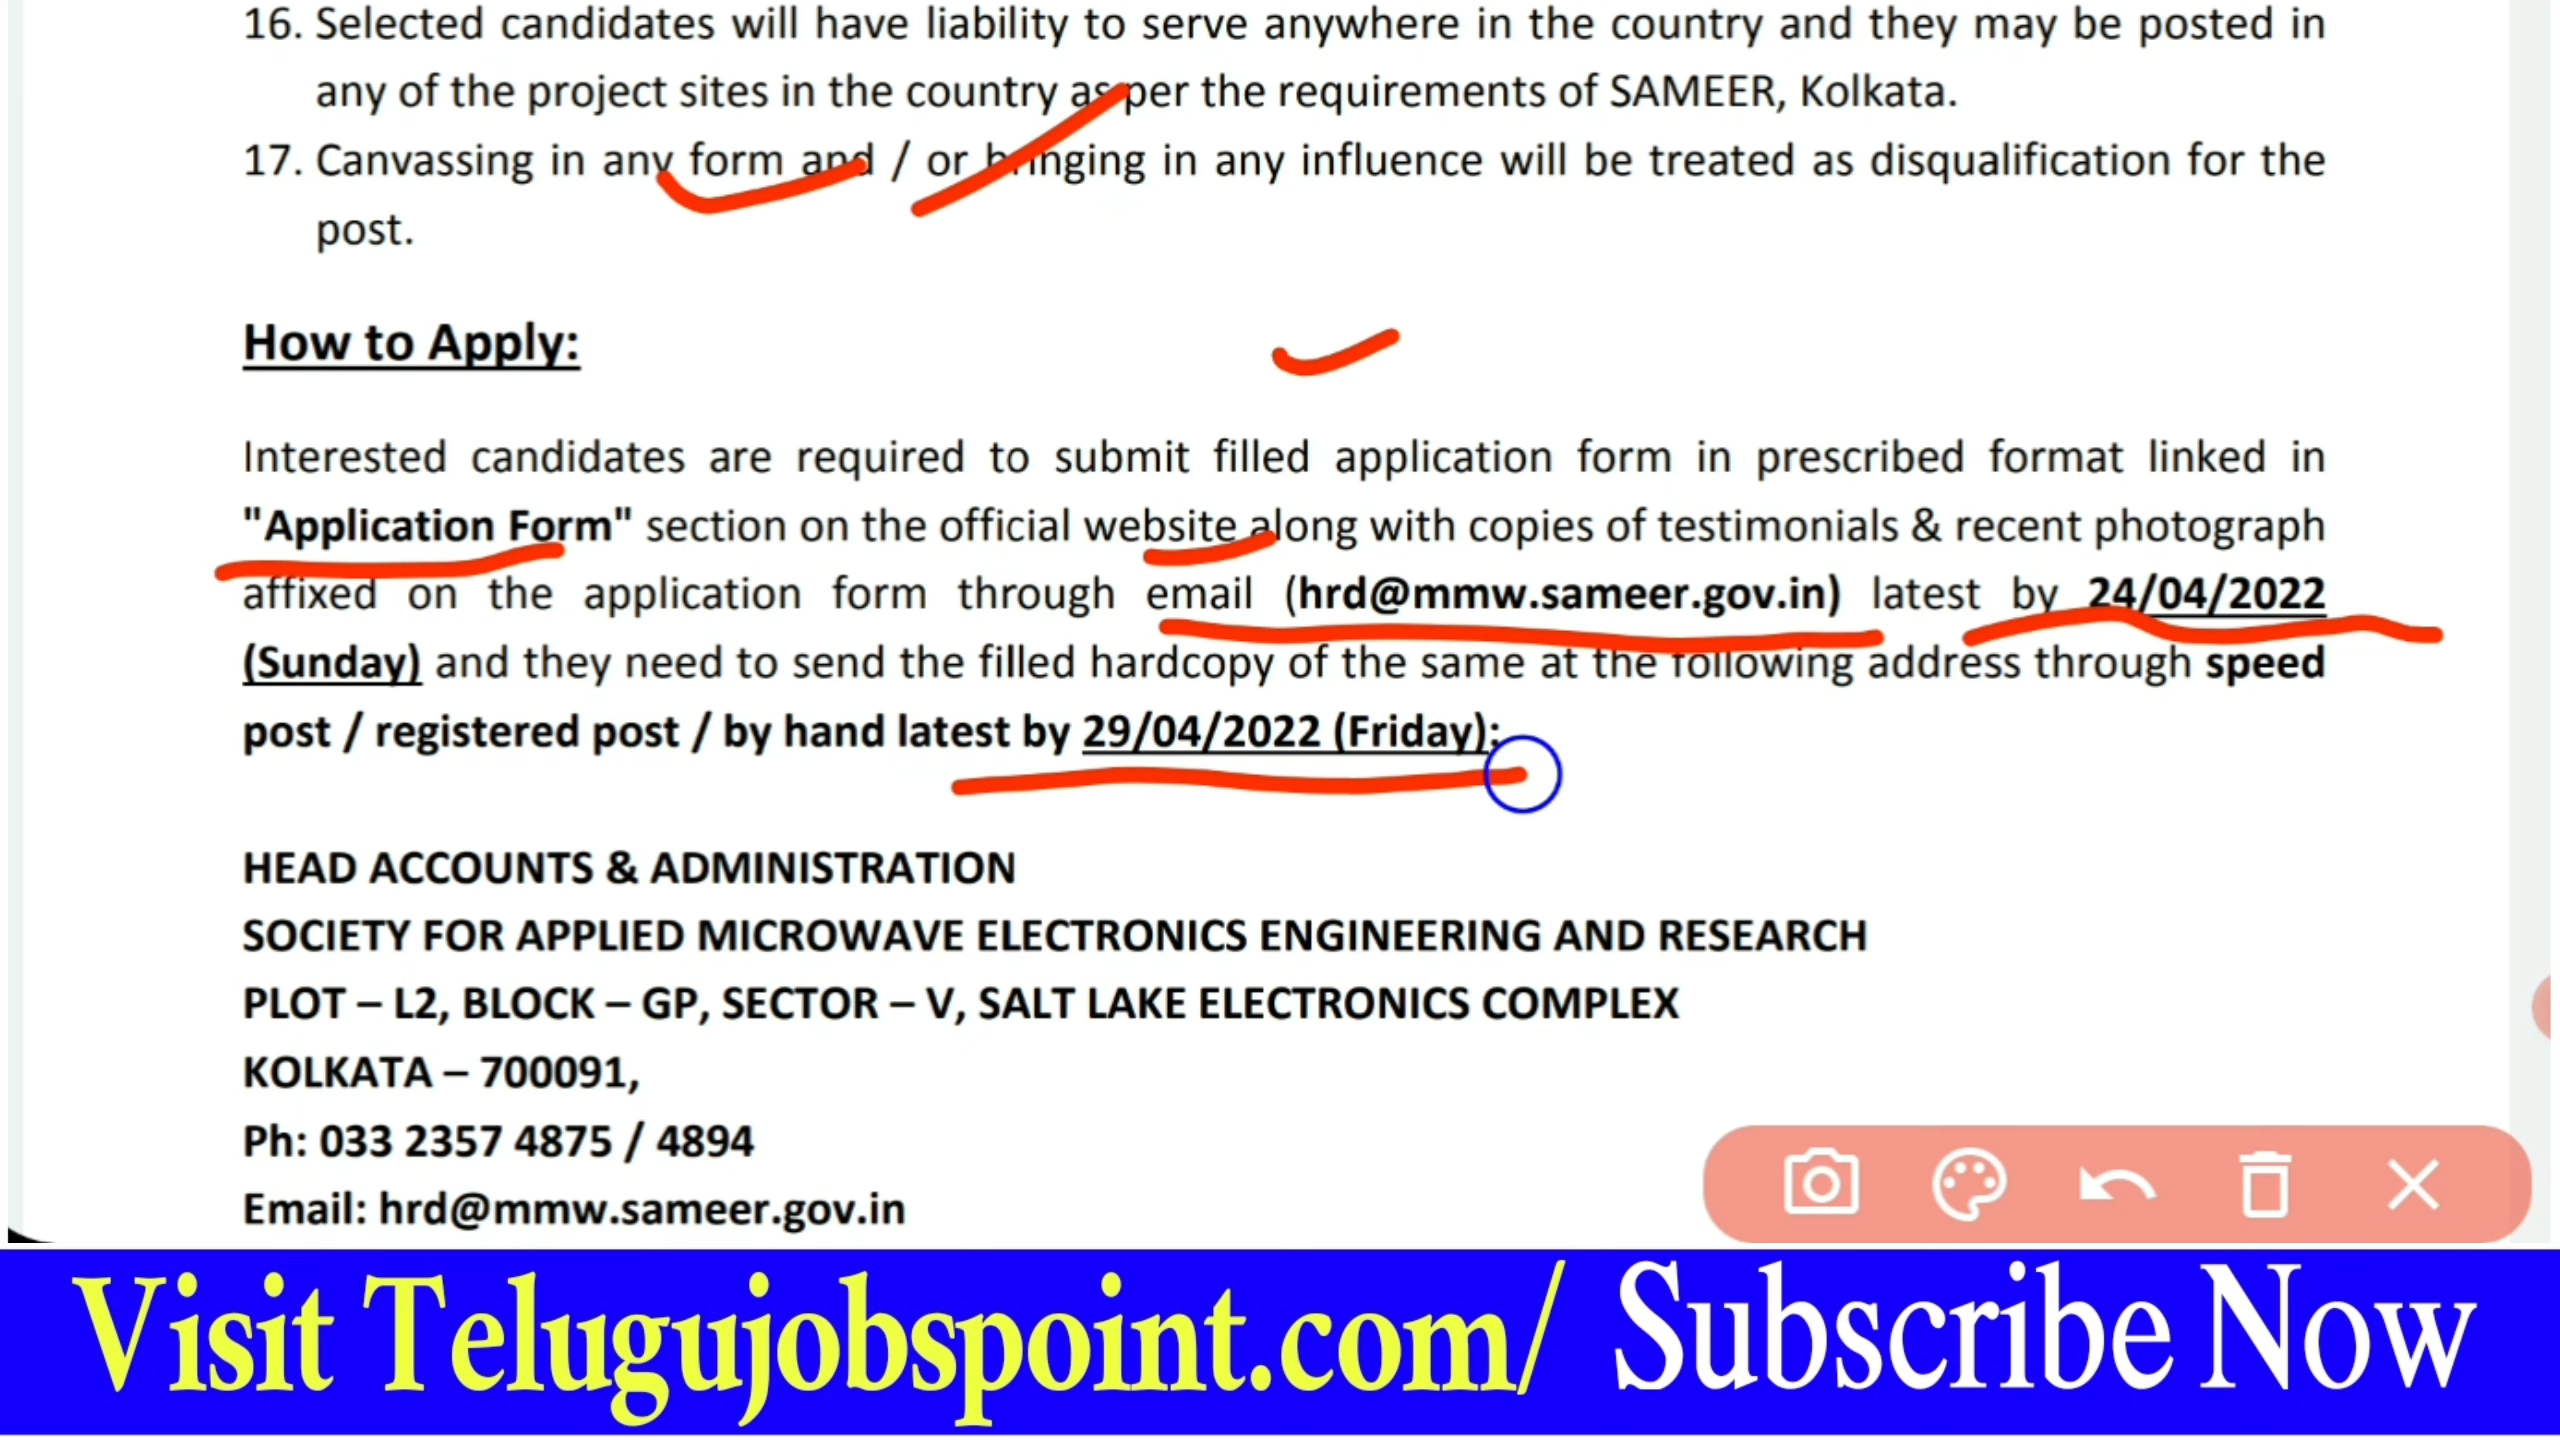 16. Selected candidates will have liability to serve anywhere in the country and they may be posted in
any of the project sites in the country as per the requirements of SAMEER, Kolkata.
17. Canvassing in any form and / or bringing in any influence will be treated as disqualification for the
post.
How to Apply:
Interested candidates are required to submit filled application form in prescribed format linked in
"Application Form" section on the official website along with copies of testimonials & recent photograph
affixed on the application form through email (hrd@mmw.sameer.gov.in) latest by 24/04/2022
(Sunday) and they need to send the filled hardcopy of the same at the following address through speed
post / registered post / by hand latest by 29/04/2022 (Friday):
HEAD ACCOUNTS & ADMINISTRATION
SOCIETY FOR APPLIED MICROWAVE ELECTRONICS ENGINEERING AND RESEARCH
PLOT – L2, BLOCK – GP, SECTOR – V, SALT LAKE ELECTRONICS COMPLEX
KOLKATA – 700091,
Ph: 033 2357 4875 / 4894
Email: hrd@mmw.sameer.gov.in
Visit Telugujobspoint.com/ Subscribe Now